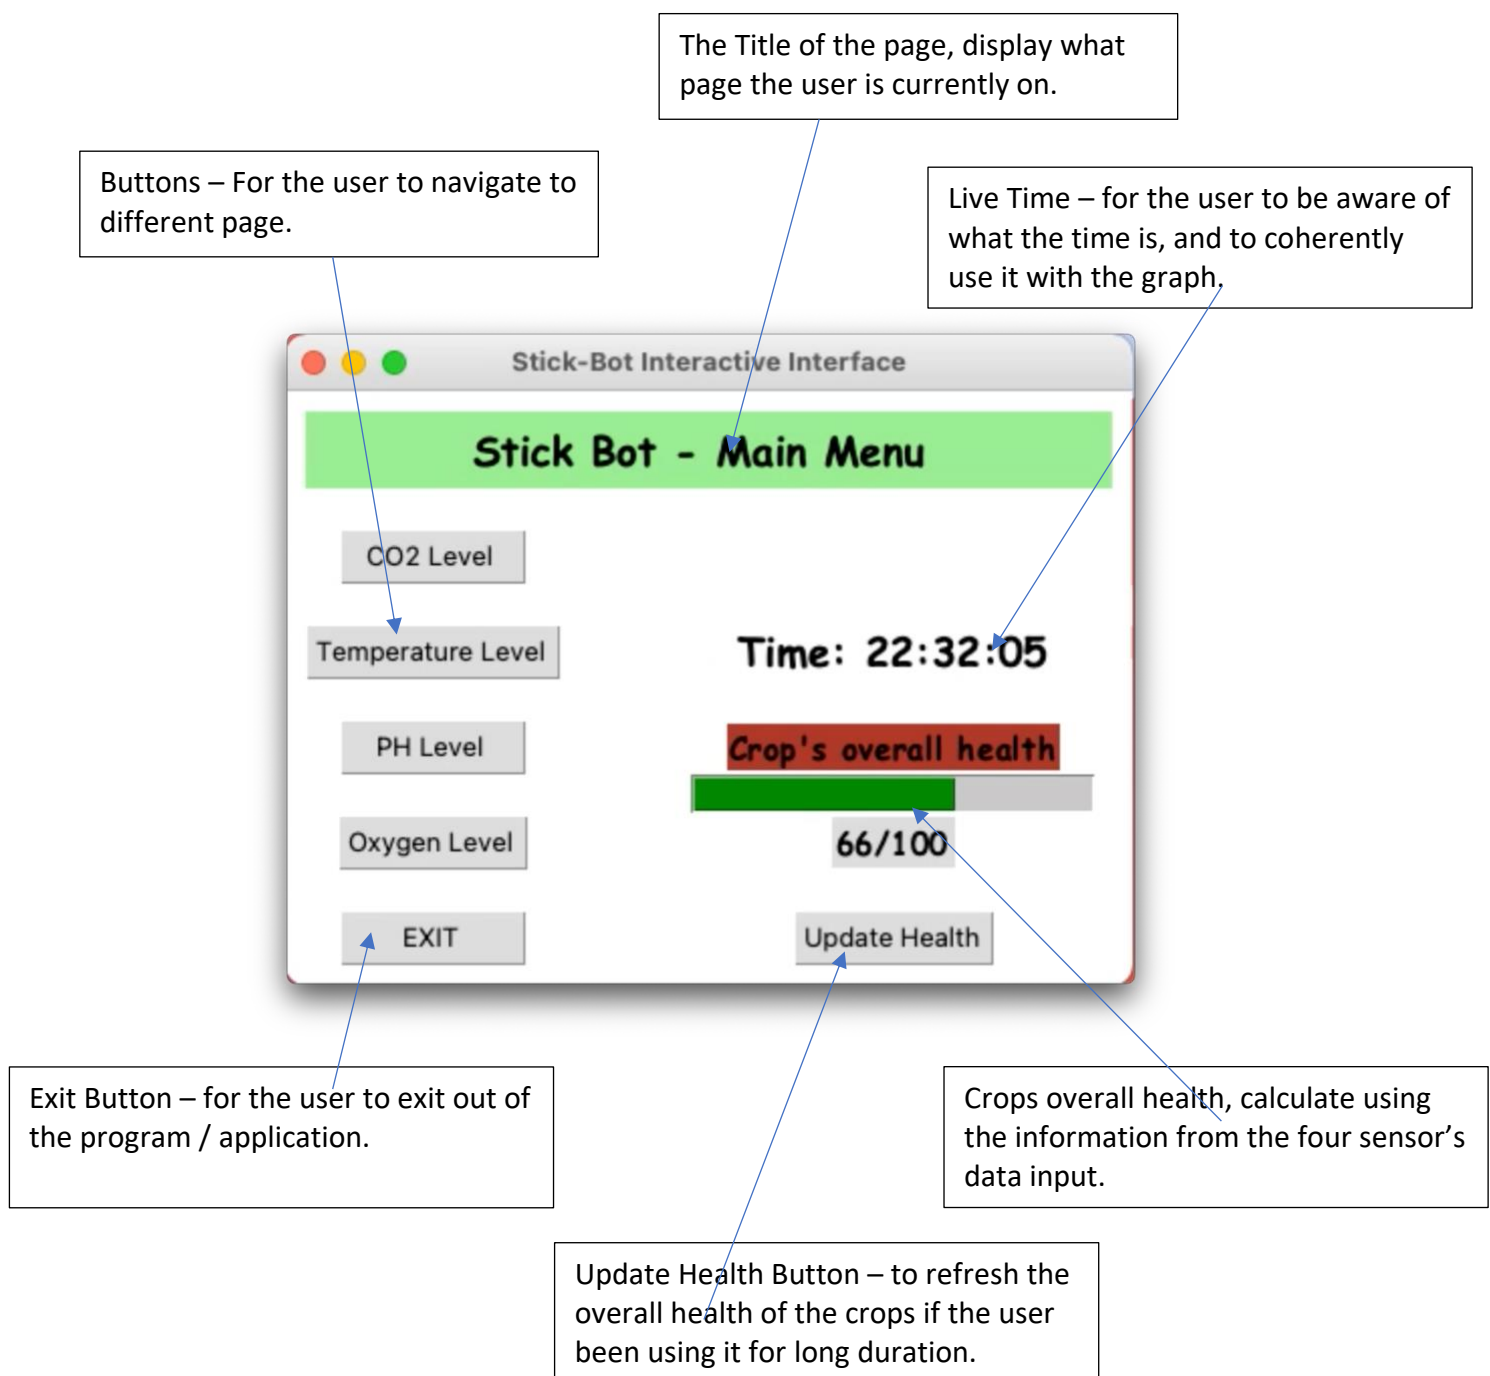 The Title of the page, display what
page the user is currently on.
Buttons – For the user to navigate to
different page.
Live Time – for the user to be aware of
what the time is, and to coherently
use it with the graph.
Stick-Bot Interactive Interface
Stick Bot - Main Menu
CO2 Level
Temperature Level
Time: 22:32:05
PH Level
Crop's overall health
Oxygen Level
66/100
EXIT
Update Health
Exit Button – for the user to exit out of
the program / application.
Crops overall health, calculate using
the information from the four sensor’s
data input.
Update Health Button – to refresh the
overall health of the crops if the user
been using it for long duration.